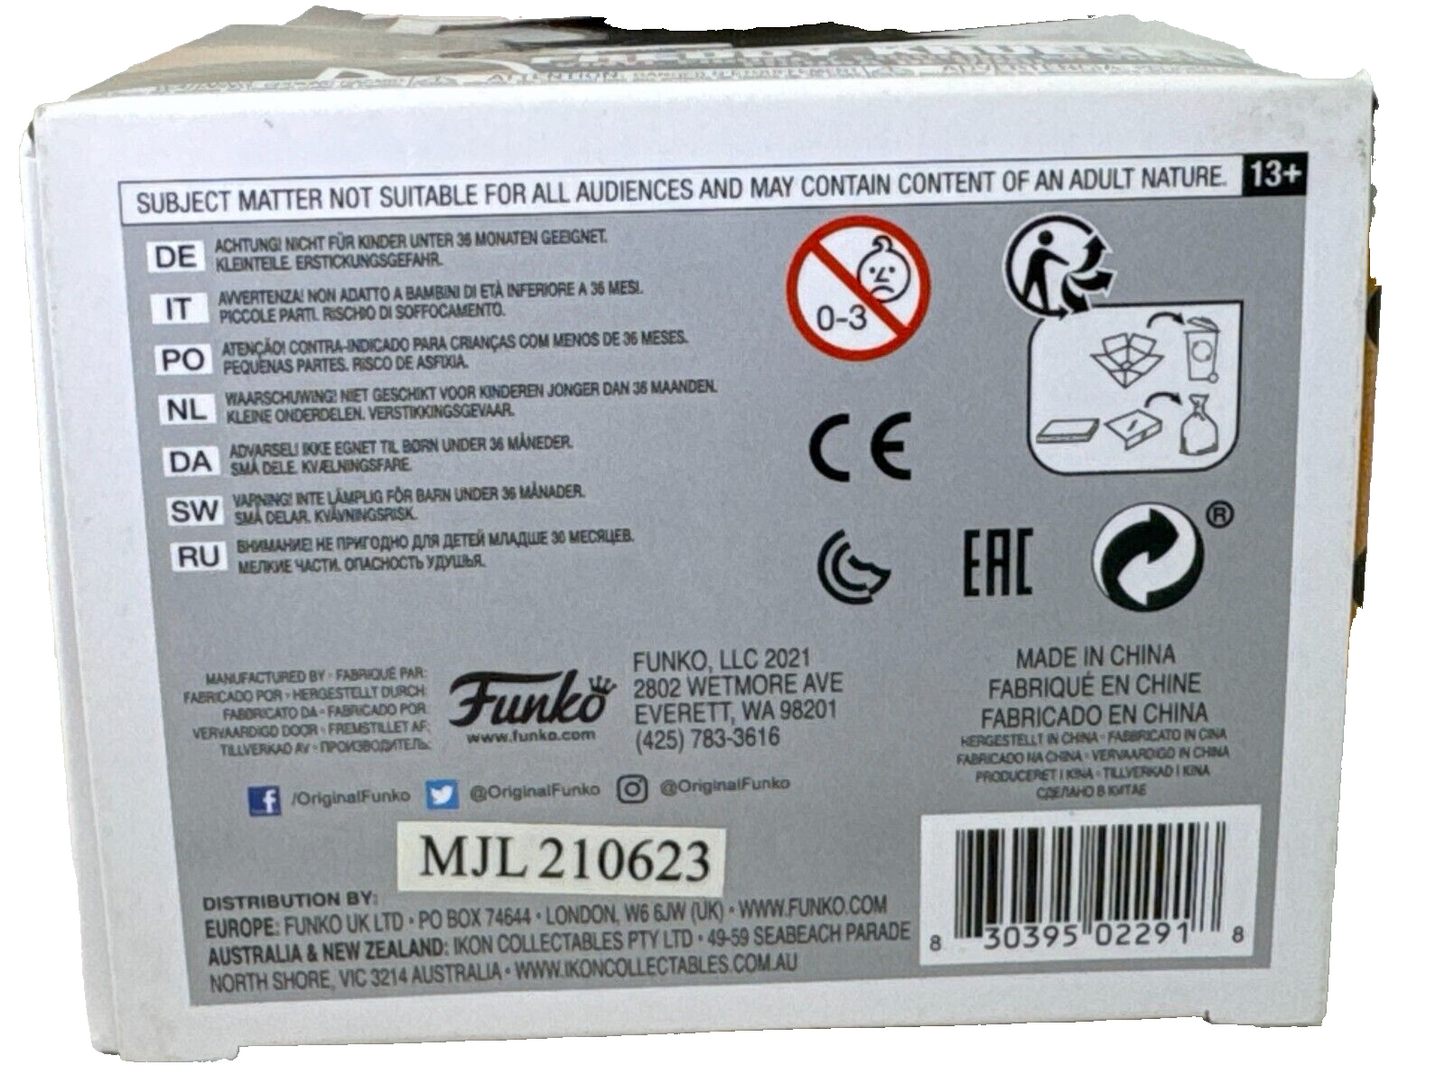 FREDDY KRUEGER
SUBJECT MATTER NOT SUITABLE FOR ALL AUDIENCES AND MAY CONTAIN CONTENT OF AN ADULT NATURE. 13+
DE ACHTUNG! NICHT FÜR KINDER UNTER 36 MONATEN GEEIGNET.
KLEINTEILE. ERSTICKUNGSGEFAHR.
IT AVVERTENZA! NON ADATTO A BAMBINI DI ETÀ INFERIORE A 36 MESI.
PICCOLE PARTI. RISCHIO DI SOFFOCAMENTO.
PO ATENÇÃO! CONTRA-INDICADO PARA CRIANÇAS COM MENOS DE 36 MESES.
PEQUENAS PARTES. RISCO DE ASFIXIA.
NL WAARSCHUWING! NIET GESCHIKT VOOR KINDEREN JONGER DAN 36 MAANDEN.
KLEINE ONDERDELEN. VERSTIKKINGSGEVAAR.
DA ADVARSEL! IKKE EGNET TIL BØRN UNDER 36 MÅNEDER.
SMÅ DELE. KVÆLNINGSFARE.
SW VARNING! INTE LÄMPLIG FÖR BARN UNDER 36 MÅNADER.
SMÅ DELAR. KVÄVNINGSRISK.
RU ВНИМАНИЕ! НЕ ПРИГОДНО ДЛЯ ДЕТЕЙ МЛАДШЕ 36 МЕСЯЦЕВ.
МЕЛКИЕ ЧАСТИ. ОПАСНОСТЬ УДУШЬЯ.
0-3
CE
EAC
®
MANUFACTURED BY • FABRIQUÉ PAR:
FABRICADO POR • HERGESTELLT DURCH:
FABBRICATO DA • FABRICADO POR:
VERVAARDIGD DOOR • FREMSTILLET AF:
TILLVERKAD AV • ПРОИЗВОДИТЕЛЬ:
Funko
www.funko.com
FUNKO, LLC 2021
2802 WETMORE AVE
EVERETT, WA 98201
(425) 783-3616
MADE IN CHINA
FABRIQUÉ EN CHINE
FABRICADO EN CHINA
HERGESTELLT IN CHINA • FABBRICATO IN CINA
FABRICADO NA CHINA • VERVAARDIGD IN CHINA
PRODUCERET I KINA • TILLVERKAD I KINA
СДЕЛАНО В КИТАЕ
f /OriginalFunko @OriginalFunko @OriginalFunko
MJL 210623
DISTRIBUTION BY:
EUROPE: FUNKO UK LTD • PO BOX 74644 • LONDON, W6 6JW (UK) • WWW.FUNKO.COM
AUSTRALIA & NEW ZEALAND: IKON COLLECTABLES PTY LTD • 49-59 SEABEACH PARADE
NORTH SHORE, VIC 3214 AUSTRALIA • WWW.IKONCOLLECTABLES.COM.AU
8 30395 02291 8